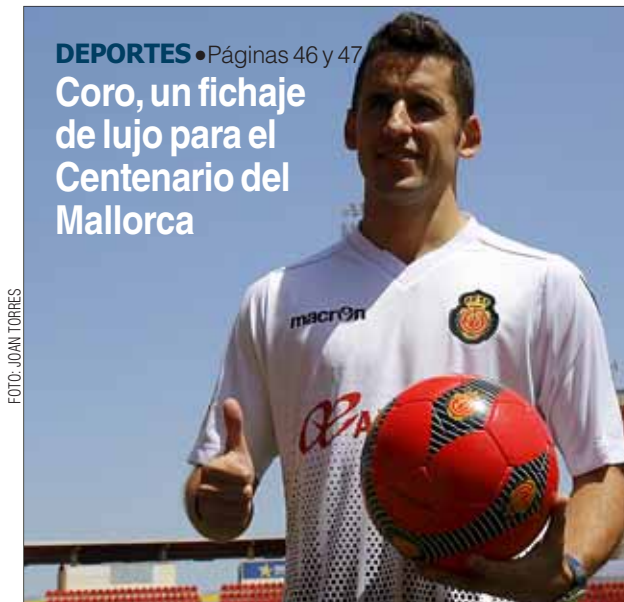 DEPORTES ●Páginas 46 y 47
Coro, un fichaje
de lujo para el
Centenario del
Mallorca
FOTO: JOAN TORRES
macron